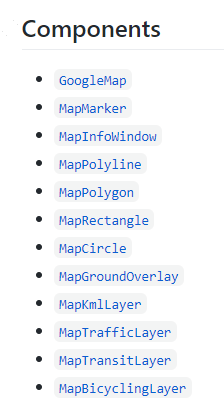 Components
GoogleMap
MapMarker
MapInfoWindow
MapPolyline
MapPolygon
MapRectangle
MapCircle
MapGroundOverlay
MapKmlLayer
MapTrafficLayer
MapTransitLayer
MapBicyclingLayer